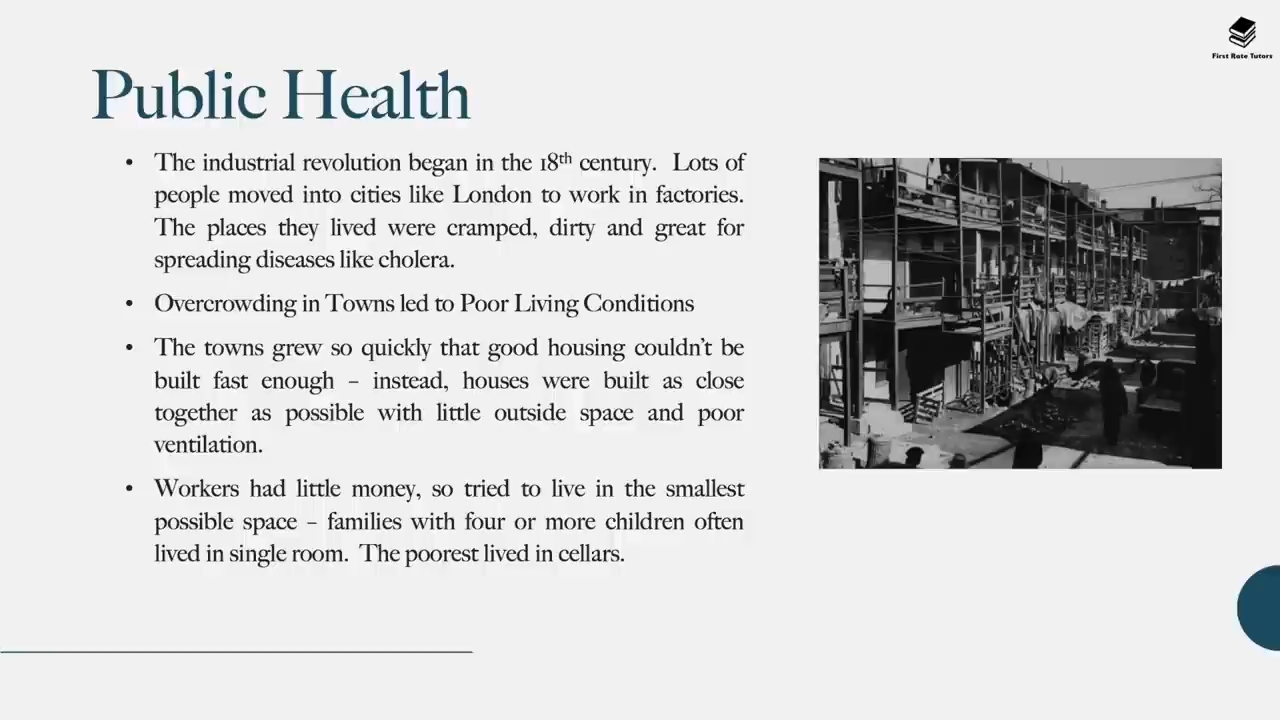 First Rate Tutors
Public Health
• The industrial revolution began in the 18th century. Lots of
people moved into cities like London to work in factories.
The places they lived were cramped, dirty and great for
spreading diseases like cholera.
• Overcrowding in Towns led to Poor Living Conditions
• The towns grew so quickly that good housing couldn't be
built fast enough – instead, houses were built as close
together as possible with little outside space and poor
ventilation.
• Workers had little money, so tried to live in the smallest
possible space – families with four or more children often
lived in single room. The poorest lived in cellars.